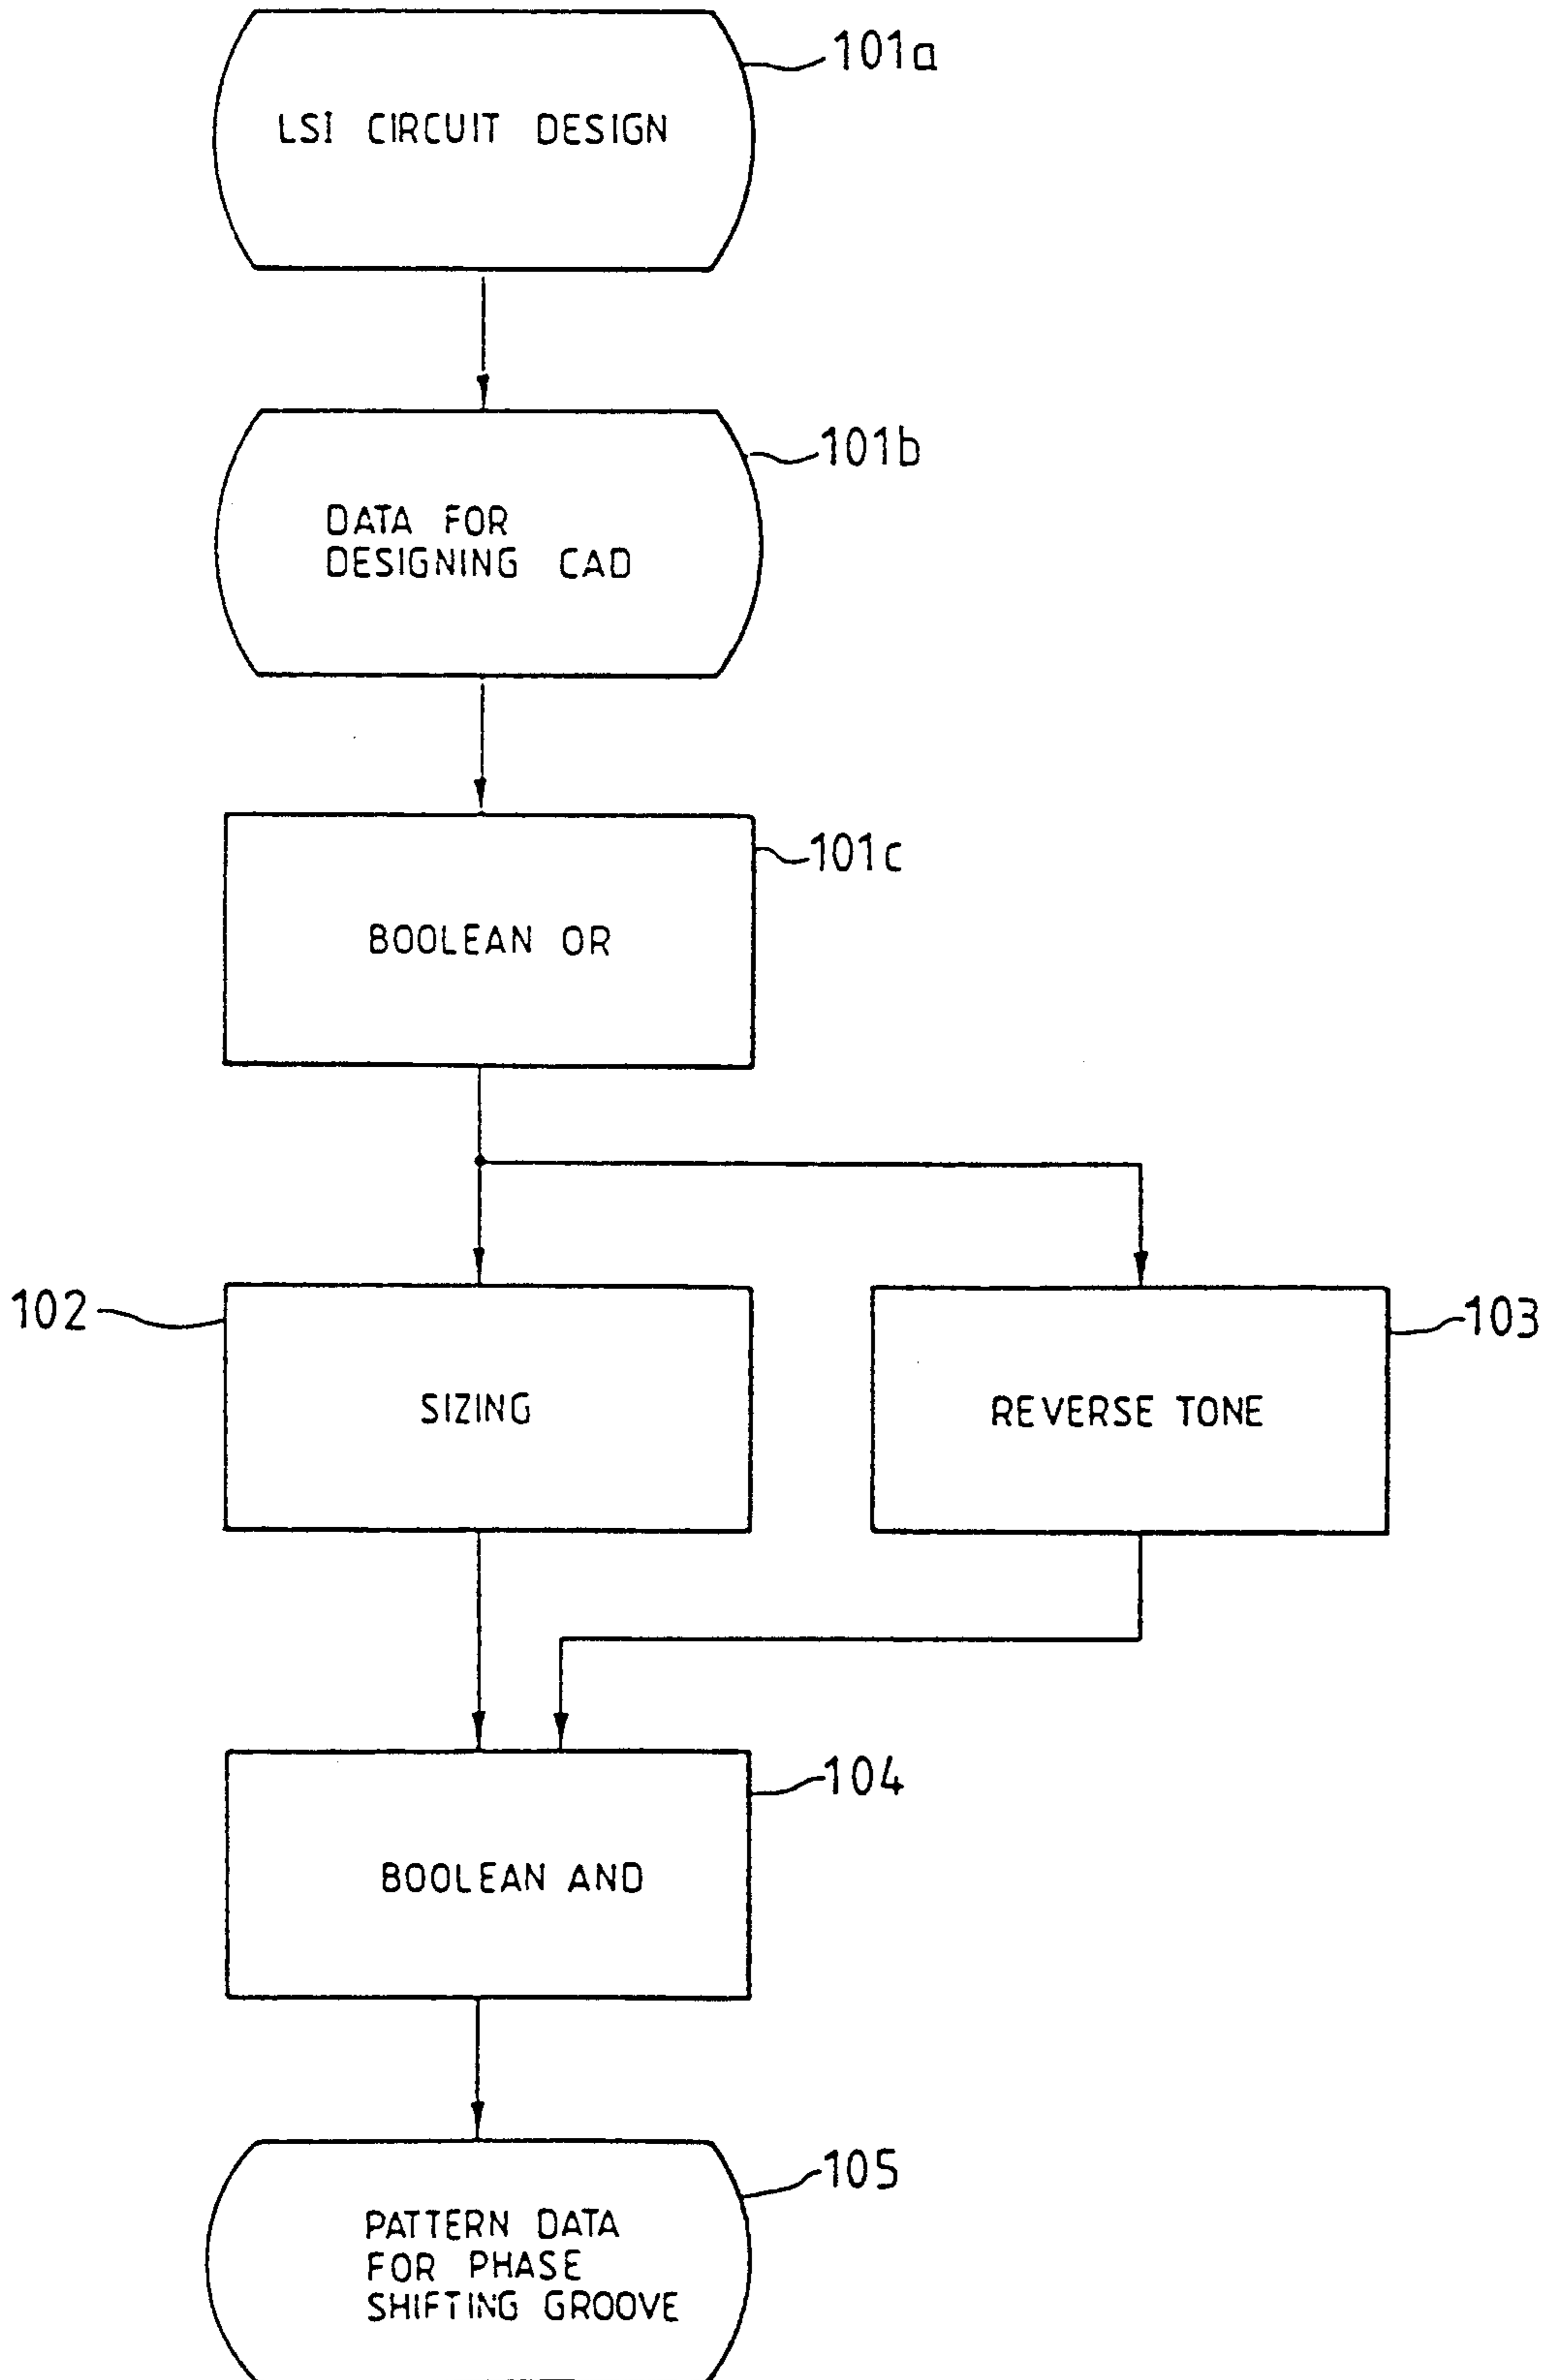 101a
LSI CIRCUIT DESIGN
101b
DATA FOR
DESIGNING CAD
101c
BOOLEAN OR
102
SIZING
103
REVERSE TONE
104
BOOLEAN AND
105
PATTERN DATA
FOR PHASE
SHIFTING GROOVE